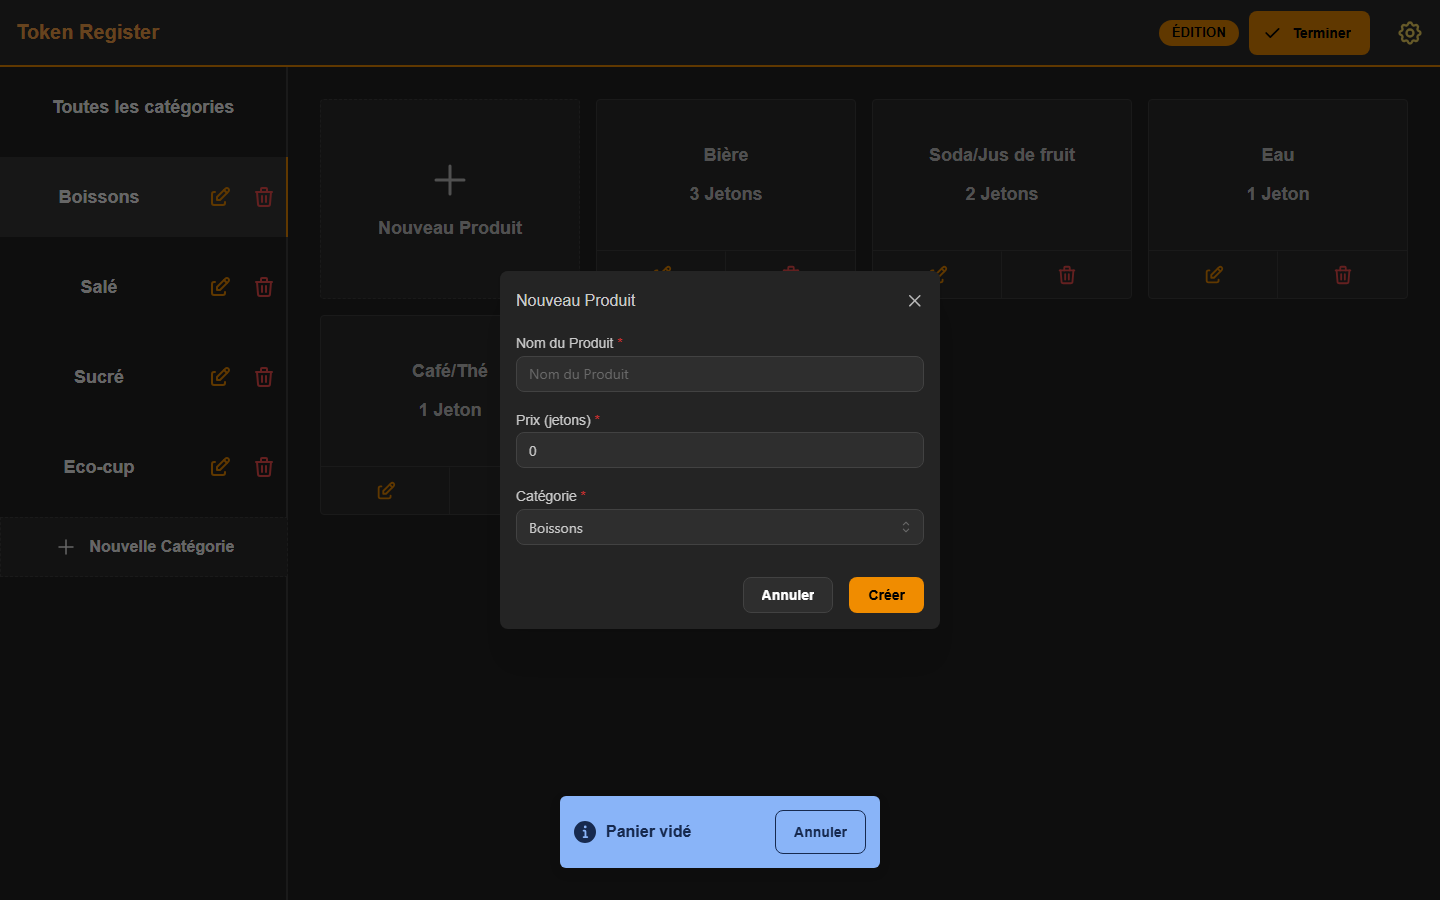 Token Register
ÉDITION
Terminer
Toutes les catégories
Boissons
Salé
Sucré
Eco-cup
Nouvelle Catégorie
Nouveau Produit
Bière
3 Jetons
Soda/Jus de fruit
2 Jetons
Eau
1 Jeton
Café/Thé
1 Jeton
Nouveau Produit
Nom du Produit *
Nom du Produit
Prix (jetons) *
0
Catégorie *
Boissons
Annuler
Créer
Panier vidé
Annuler